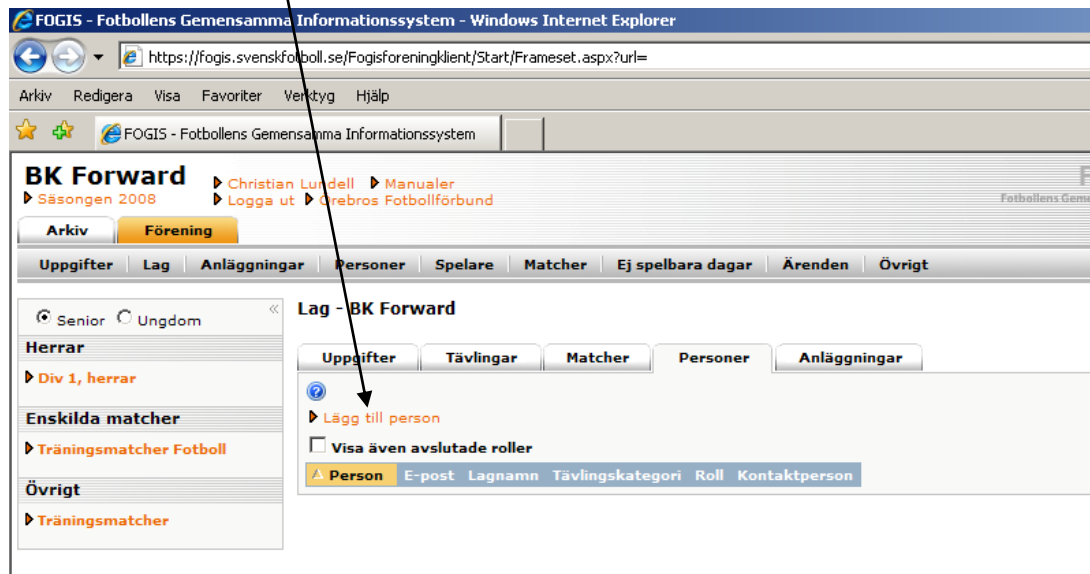 FOGIS - Fotbollens Gemensamma Informationssystem - Windows Internet Explorer
https://fogis.svenskfotboll.se/Fogisforeningklient/Start/Frameset.aspx?url=
Arkiv Redigera Visa Favoriter Verktyg Hjälp
FOGIS - Fotbollens Gemensamma Informationssystem
BK Forward
Christian Lundell Manualer
Säsongen 2008 Logga ut Örebros Fotbollförbund
Arkiv Förening
Uppgifter Lag Anläggningar Personer Spelare Matcher Ej spelbara dagar Ärenden Övrigt
Senior Ungdom
Herrar
Div 1, herrar
Enskilda matcher
Träningsmatcher Fotboll
Övrigt
Träningsmatcher
Lag - BK Forward
Uppgifter Tävlingar Matcher Personer Anläggningar
Lägg till person
Visa även avslutade roller
Person E-post Lagnamn Tävlingskategori Roll Kontaktperson